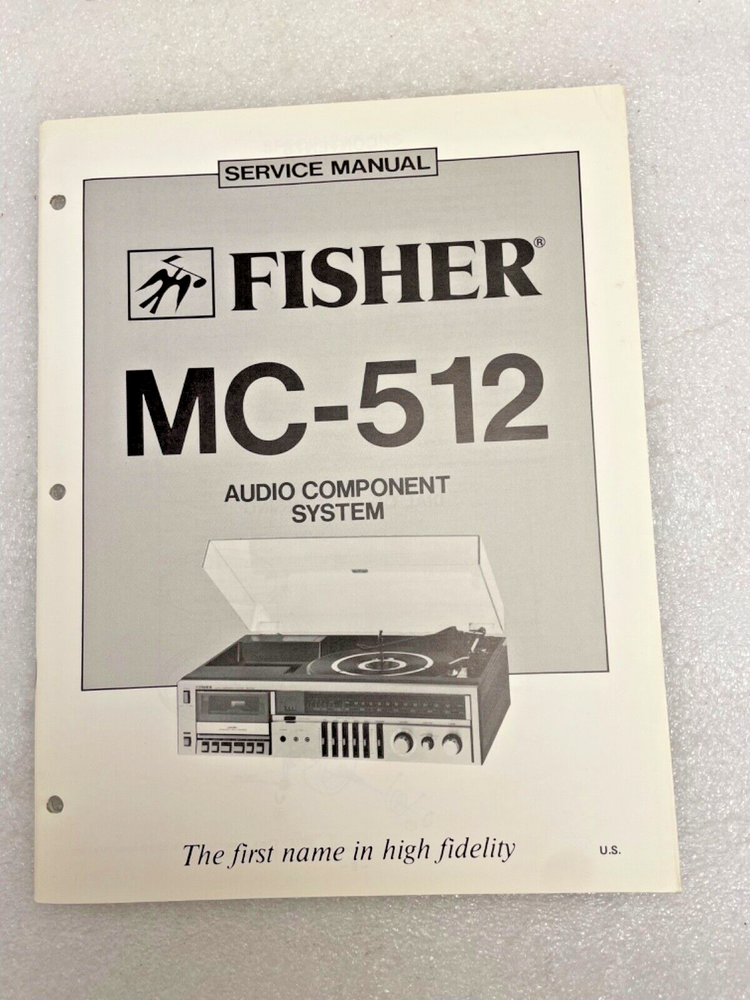 SERVICE MANUAL
FISHER®
MC-512
AUDIO COMPONENT
SYSTEM
The first name in high fidelity
U.S.